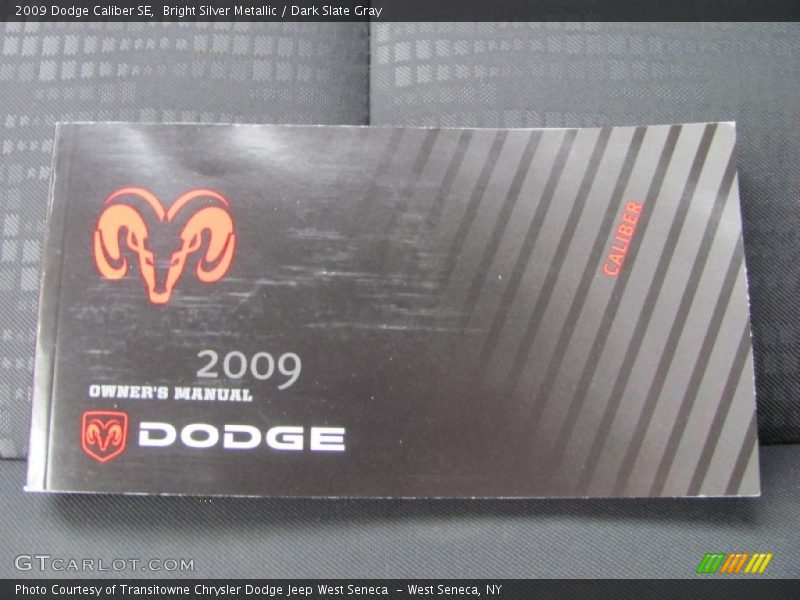 2009 Dodge Caliber SE, Bright Silver Metallic / Dark Slate Gray
CALIBER
2009
OWNER'S MANUAL
DODGE
GTCARLOT.COM
Photo Courtesy of Transitowne Chrysler Dodge Jeep West Seneca - West Seneca, NY